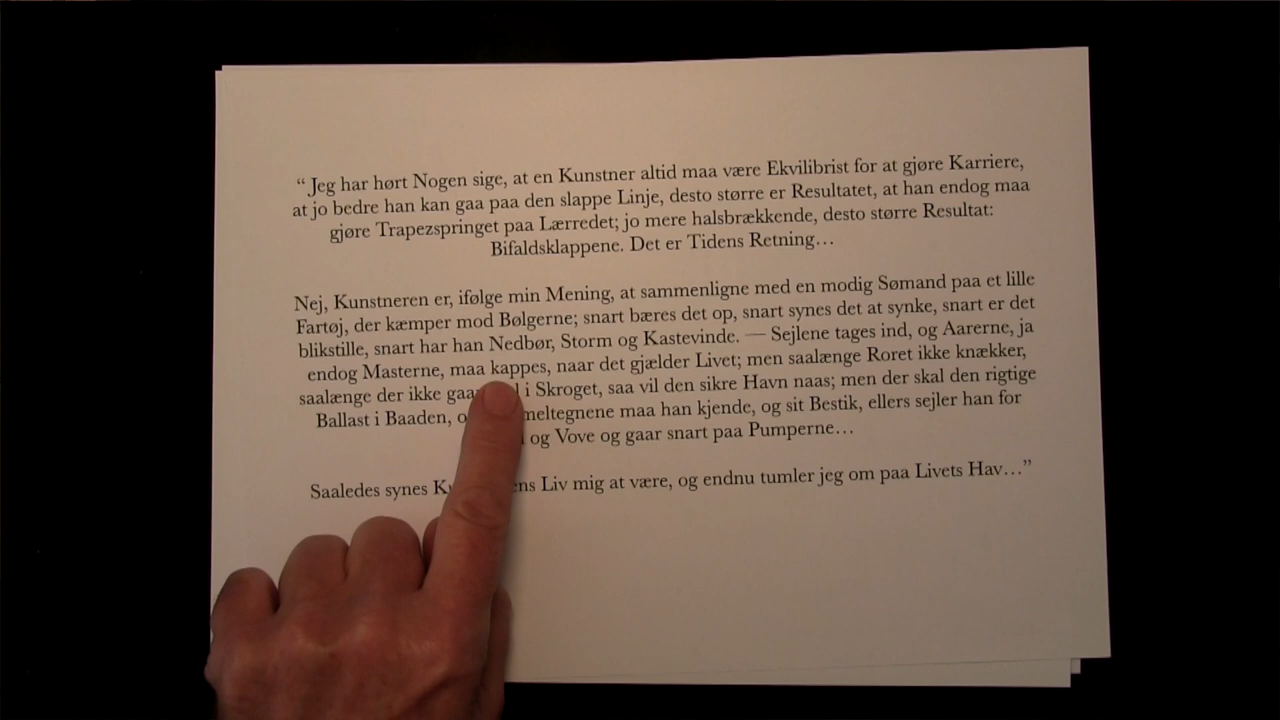 “ Jeg har hørt Nogen sige, at en Kunstner altid maa være Ekvilibrist for at gjøre Karriere,
at jo bedre han kan gaa paa den slappe Linje, desto større er Resultatet, at han endog maa
gjøre Trapezspringet paa Lærredet; jo mere halsbrækkende, desto større Resultat:
Bifaldsklappene. Det er Tidens Retning…
Nej, Kunstneren er, ifølge min Mening, at sammenligne med en modig Sømand paa et lille
Fartøj, der kæmper mod Bølgerne; snart bæres det op, snart synes det at synke, snart er det
blikstille, snart har han Nedbør, Storm og Kastevinde. — Sejlene tages ind, og Aarerne, ja
endog Masterne, maa kappes, naar det gjælder Livet; men saalænge Roret ikke knækker,
saalænge der ikke gaar i Skroget, saa vil den sikre Havn naas; men der skal den rigtige
Ballast i Baaden, maa han kjende, og sit Bestik, ellers sejler han for
og Vove og gaar snart paa Pumperne…
Saaledes synes Liv mig at være, og endnu tumler jeg om paa Livets Hav…”